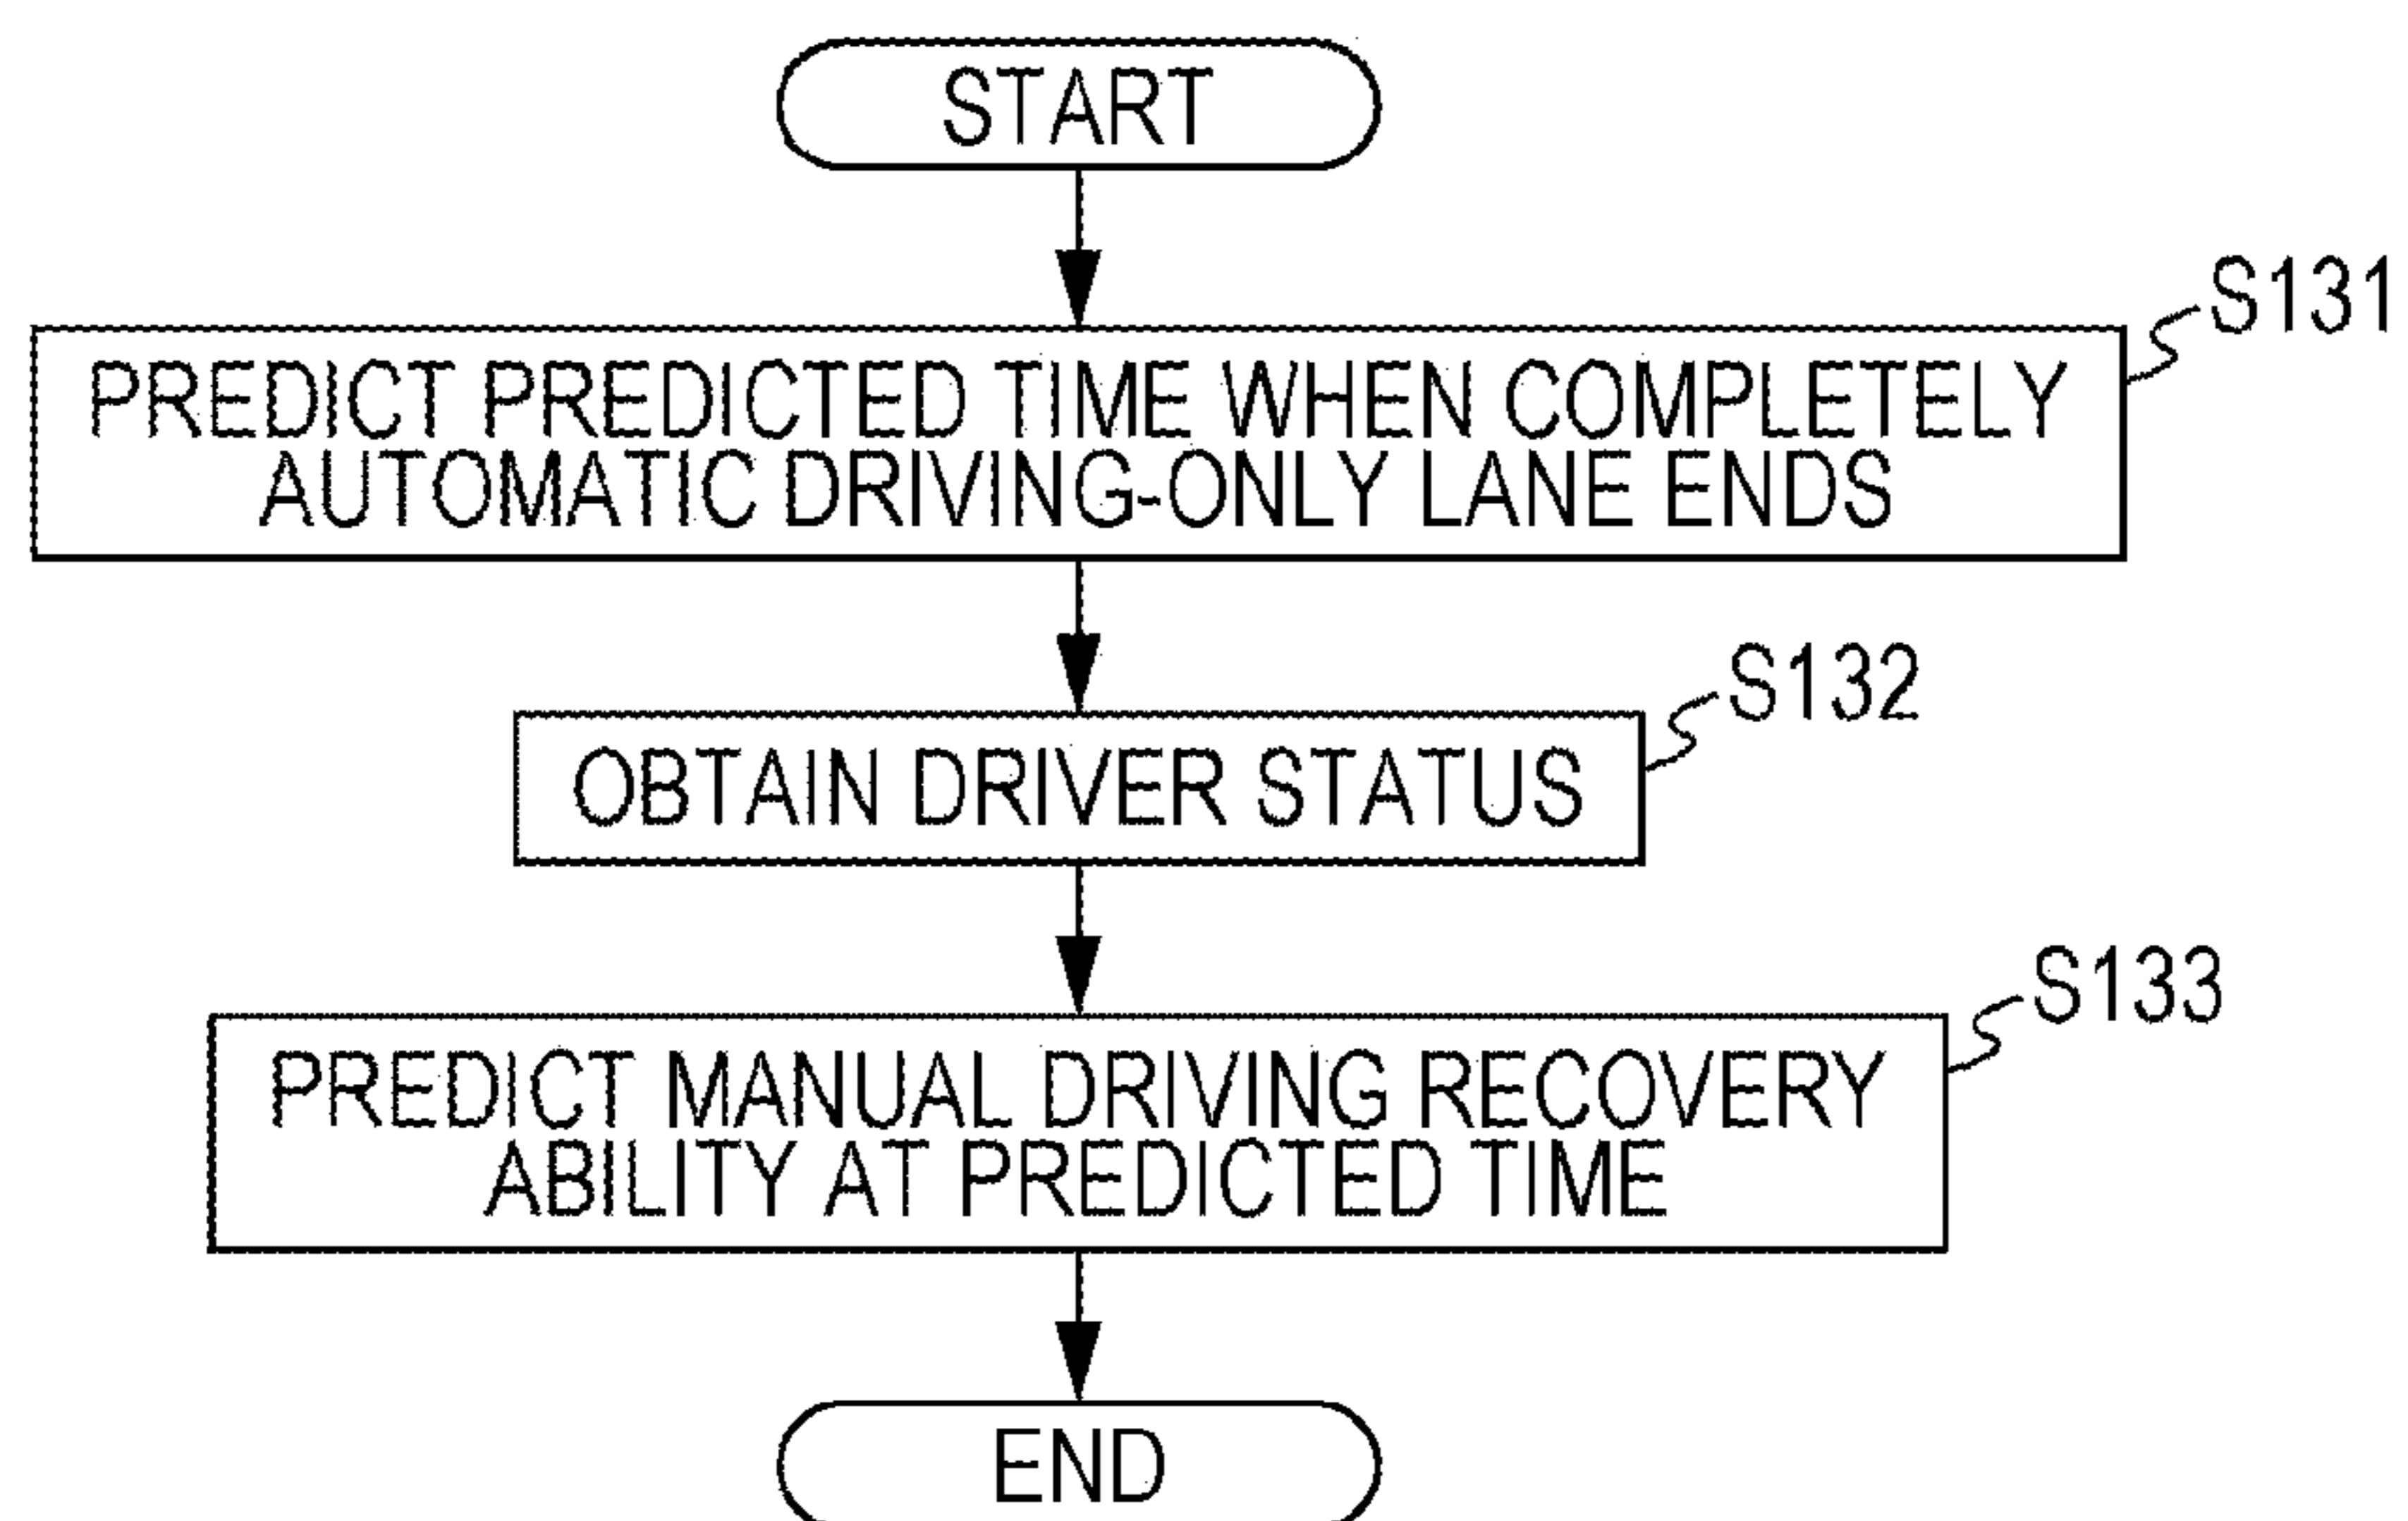 START
S131
PREDICT PREDICTED TIME WHEN COMPLETELY
AUTOMATIC DRIVING-ONLY LANE ENDS
S132
OBTAIN DRIVER STATUS
S133
PREDICT MANUAL DRIVING RECOVERY
ABILITY AT PREDICTED TIME
END